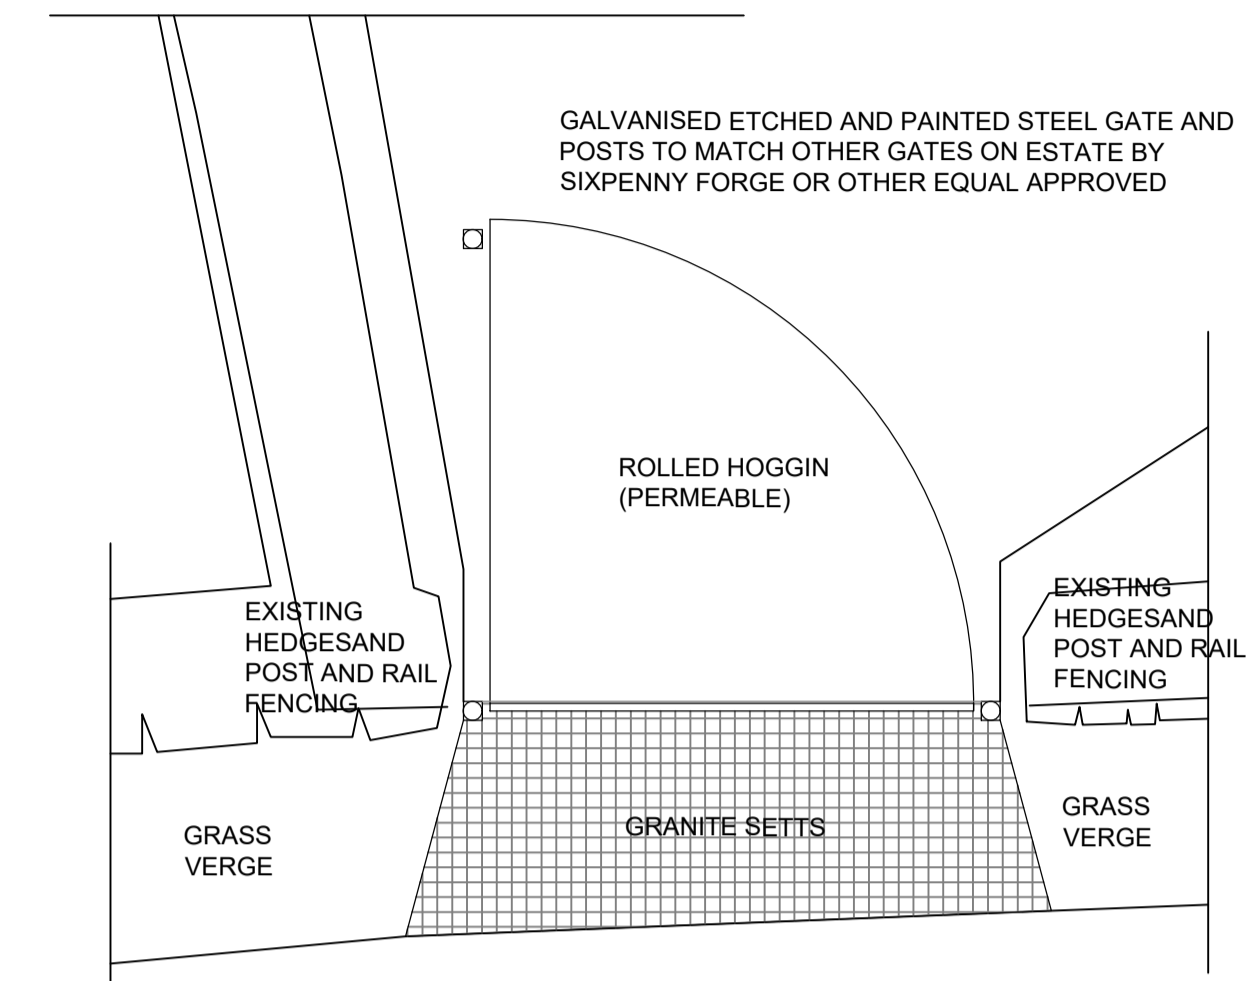 GALVANISED ETCHED AND PAINTED STEEL GATE AND
POSTS TO MATCH OTHER GATES ON ESTATE BY
SIXPENNY FORGE OR OTHER EQUAL APPROVED
ROLLED HOGGIN
(PERMEABLE)
EXISTING
HEDGESAND
POST AND RAIL
FENCING
EXISTING
HEDGESAND
POST AND RAIL
FENCING
GRANITE SETTS
GRASS
VERGE
GRASS
VERGE